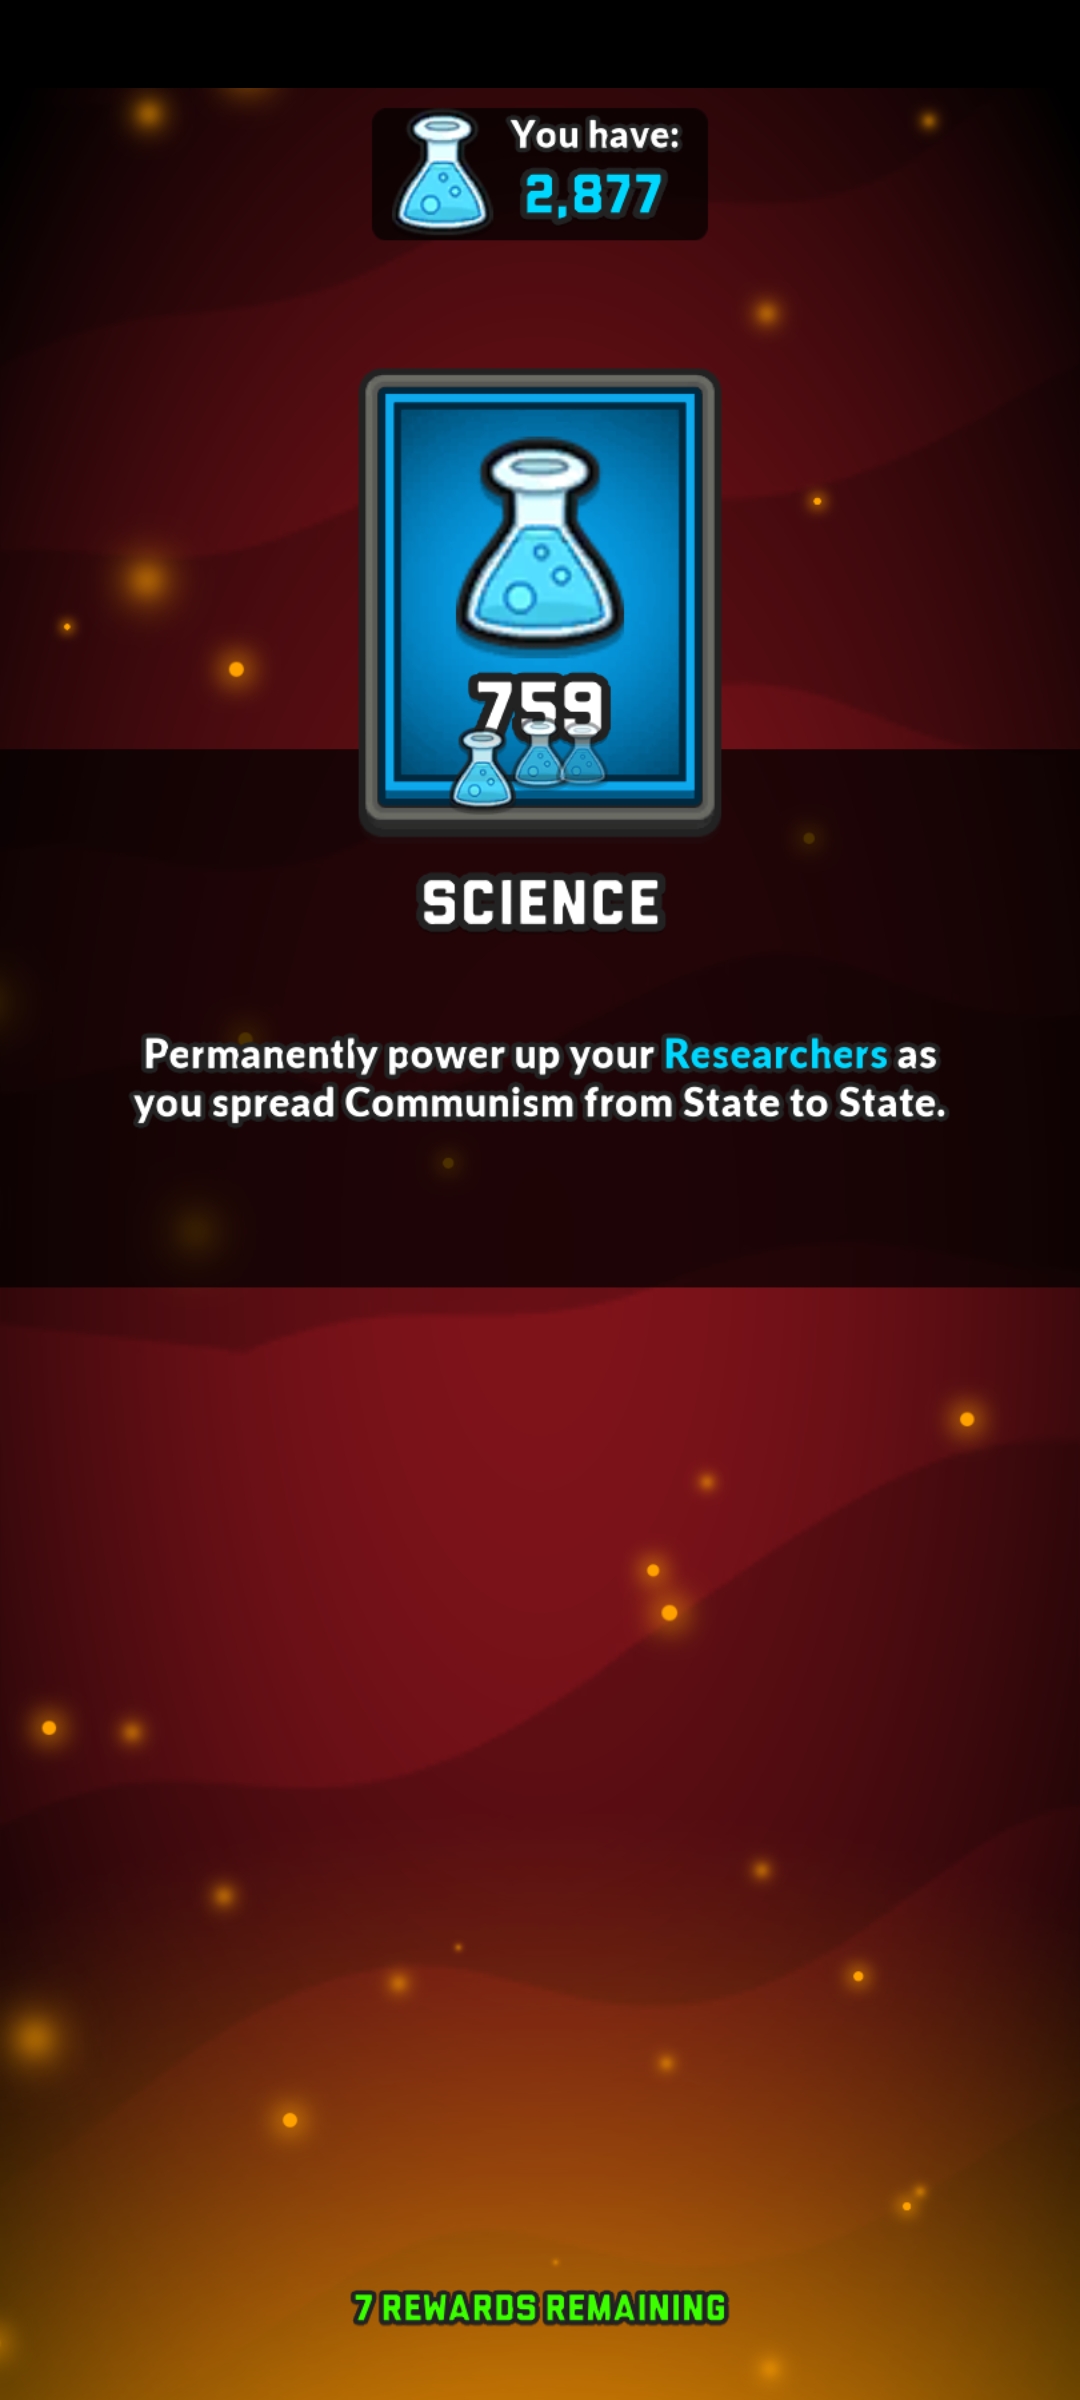 You have:
2,877
759
SCIENCE
Permanently power up your Researchers as
you spread Communism from State to State.
7 REWARDS REMAINING